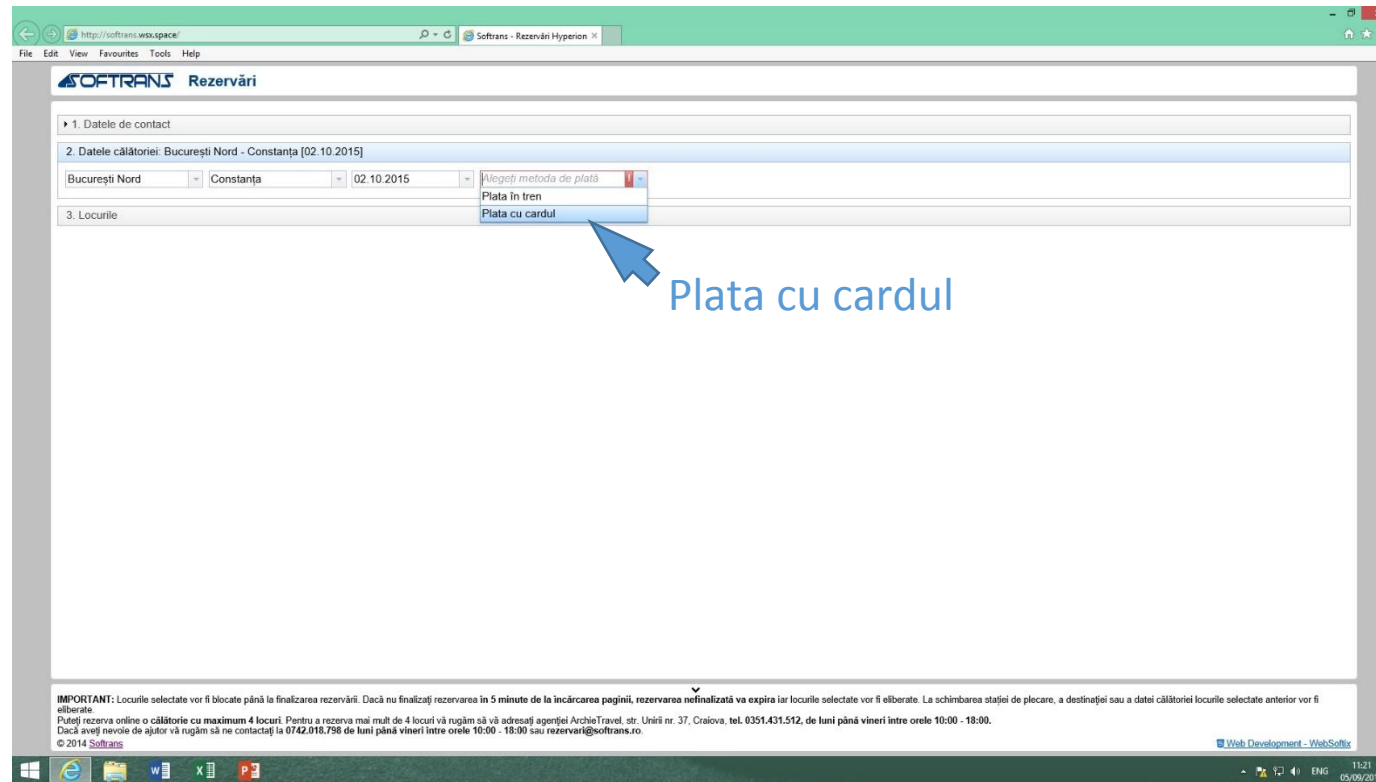 http://softrans.wsx.space/
Softrans - Rezervări Hyperion
File Edit View Favourites Tools Help
SOFTRANS Rezervări
1. Datele de contact
2. Datele călătoriei: București Nord - Constanța [02.10.2015]
București Nord Constanța 02.10.2015 Alegeți metoda de plată
Plata în tren
Plata cu cardul
3. Locurile
Plata cu cardul
IMPORTANT: Locurile selectate vor fi blocate până la finalizarea rezervării. Dacă nu finalizați rezervarea în 5 minute de la încărcarea paginii, rezervarea nefinalizată va expira iar locurile selectate vor fi eliberate. La schimbarea stației de plecare, a destinației sau a datei călătoriei locurile selectate anterior vor fi
eliberate.
Puteți rezerva online o călătorie cu maximum 4 locuri. Pentru a rezerva mai mult de 4 locuri vă rugăm să vă adresați agenției ArchieTravel, str. Unirii nr. 37, Craiova, tel. 0351.431.512, de luni până vineri între orele 10:00 - 18:00.
Dacă aveți nevoie de ajutor vă rugăm să ne contactați la 0742.018.798 de luni până vineri între orele 10:00 - 18:00 sau rezervari@softrans.ro.
© 2014 Softrans Web Development - WebSoftix
ENG 11:21
05/09/20